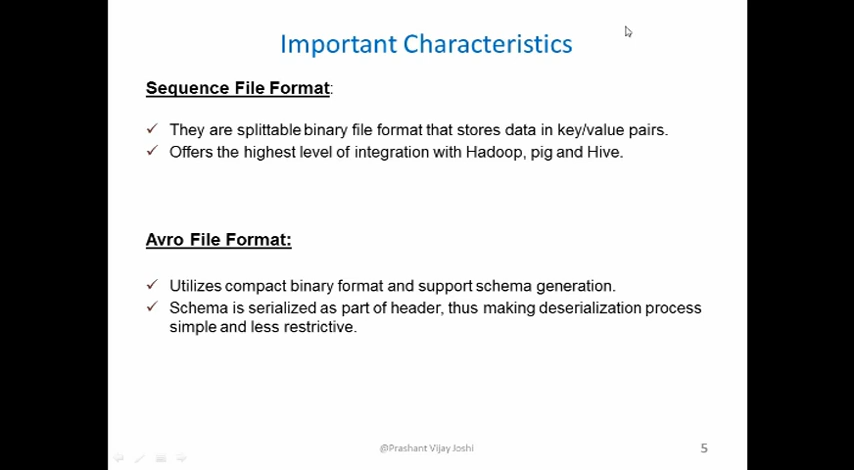 Important Characteristics
Sequence File Format:
They are splittable binary file format that stores data in key/value pairs.
Offers the highest level of integration with Hadoop, pig and Hive.
Avro File Format:
Utilizes compact binary format and support schema generation.
Schema is serialized as part of header, thus making deserialization process
simple and less restrictive.
@Prashant Vijay Joshi
5